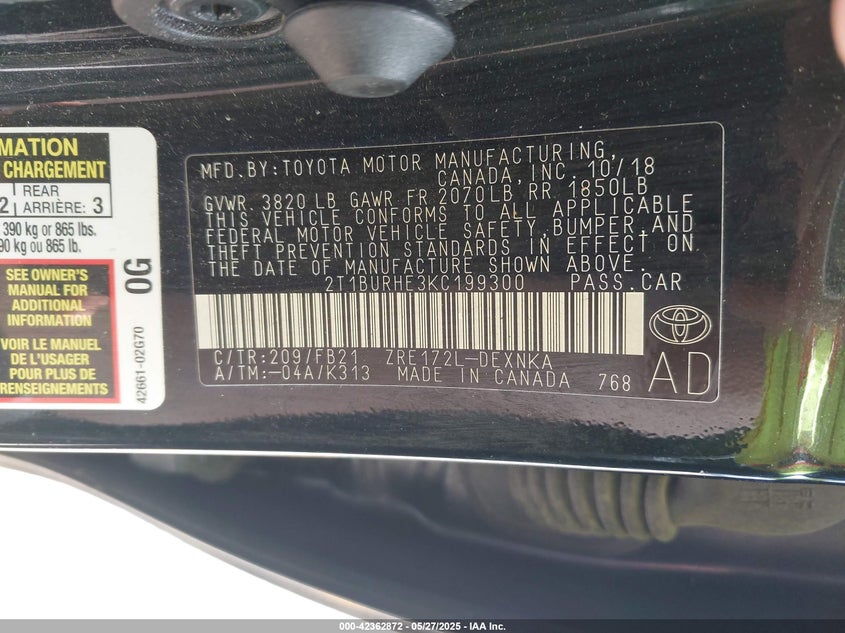 MATION
CHARGEMENT
2
REAR
ARRIÈRE: 3
390 kg or 865 lbs.
90 kg ou 865 lb.
SEE OWNER'S
MANUAL FOR
ADDITIONAL
INFORMATION
VOIR LE MANUEL
DE L'USAGER
POUR PLUS DE
RENSEIGNEMENTS
0G
42661-02G70
MFD.BY:TOYOTA MOTOR MANUFACTURING,
CANADA,INC. 10/18
GVWR 3820 LB GAWR FR 2070LB,RR 1850LB
THIS VEHICLE CONFORMS TO ALL APPLICABLE
FEDERAL MOTOR VEHICLE SAFETY,BUMPER,AND
THEFT PREVENTION STANDARDS IN EFFECT ON
THE DATE OF MANUFACTURE SHOWN ABOVE.
2T1BURHE3KC199300 PASS.CAR
C/TR:209/FB21 ZRE172L-DEXNKA
A/TM:-04A/K313 MADE IN CANADA 768
AD
000-42362872 - 05/27/2025 - IAA Inc.